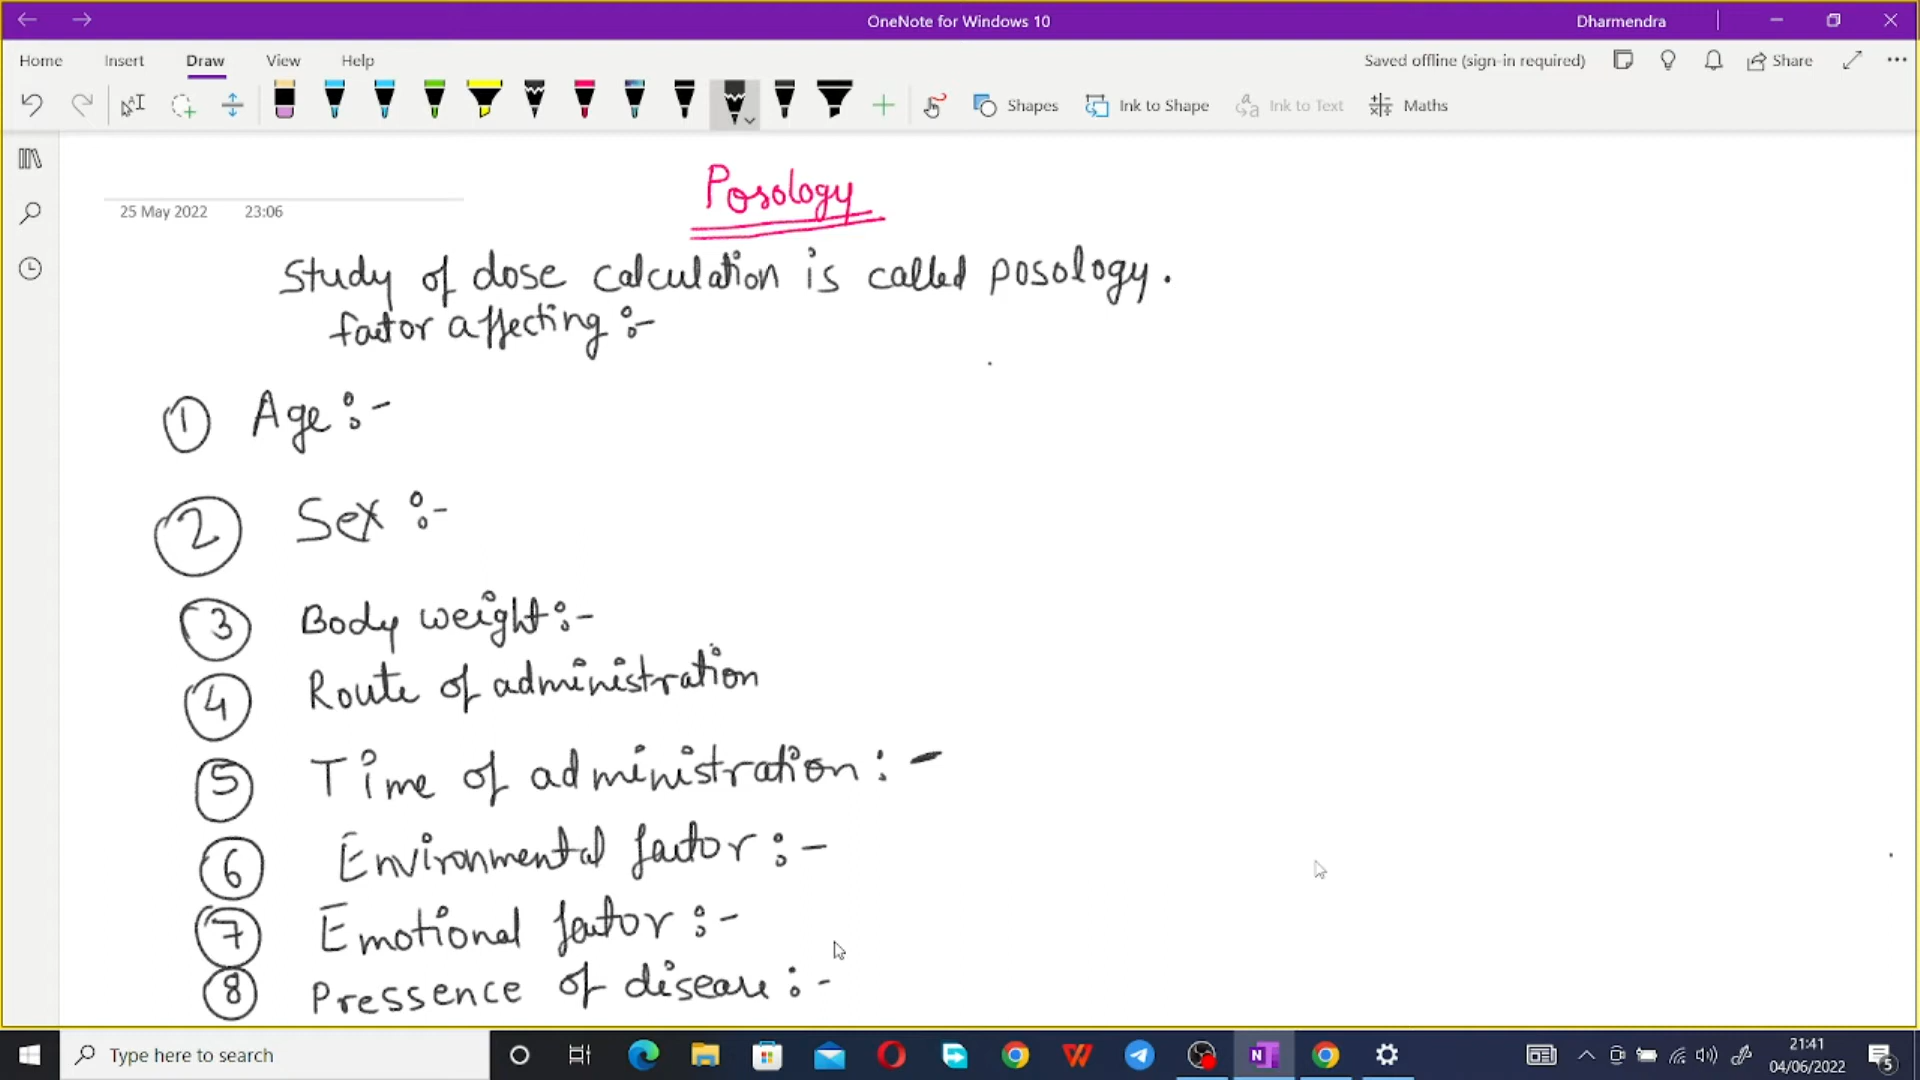 OneNote for Windows 10
Dharmendra
Home Insert Draw View Help
Saved offline (sign-in required) Share
Shapes Ink to Shape Ink to Text Maths
Posology
25 May 2022 23:06
Study of dose calculation is called posology.
factor affecting :-
1 Age :-
2 Sex :-
3 Body weight :-
4 Route of administration
5 Time of administration : -
6 Environmental factor : -
7 Emotional factor : -
8 Pressence of disease : -
Type here to search
21:41
04/06/2022
5